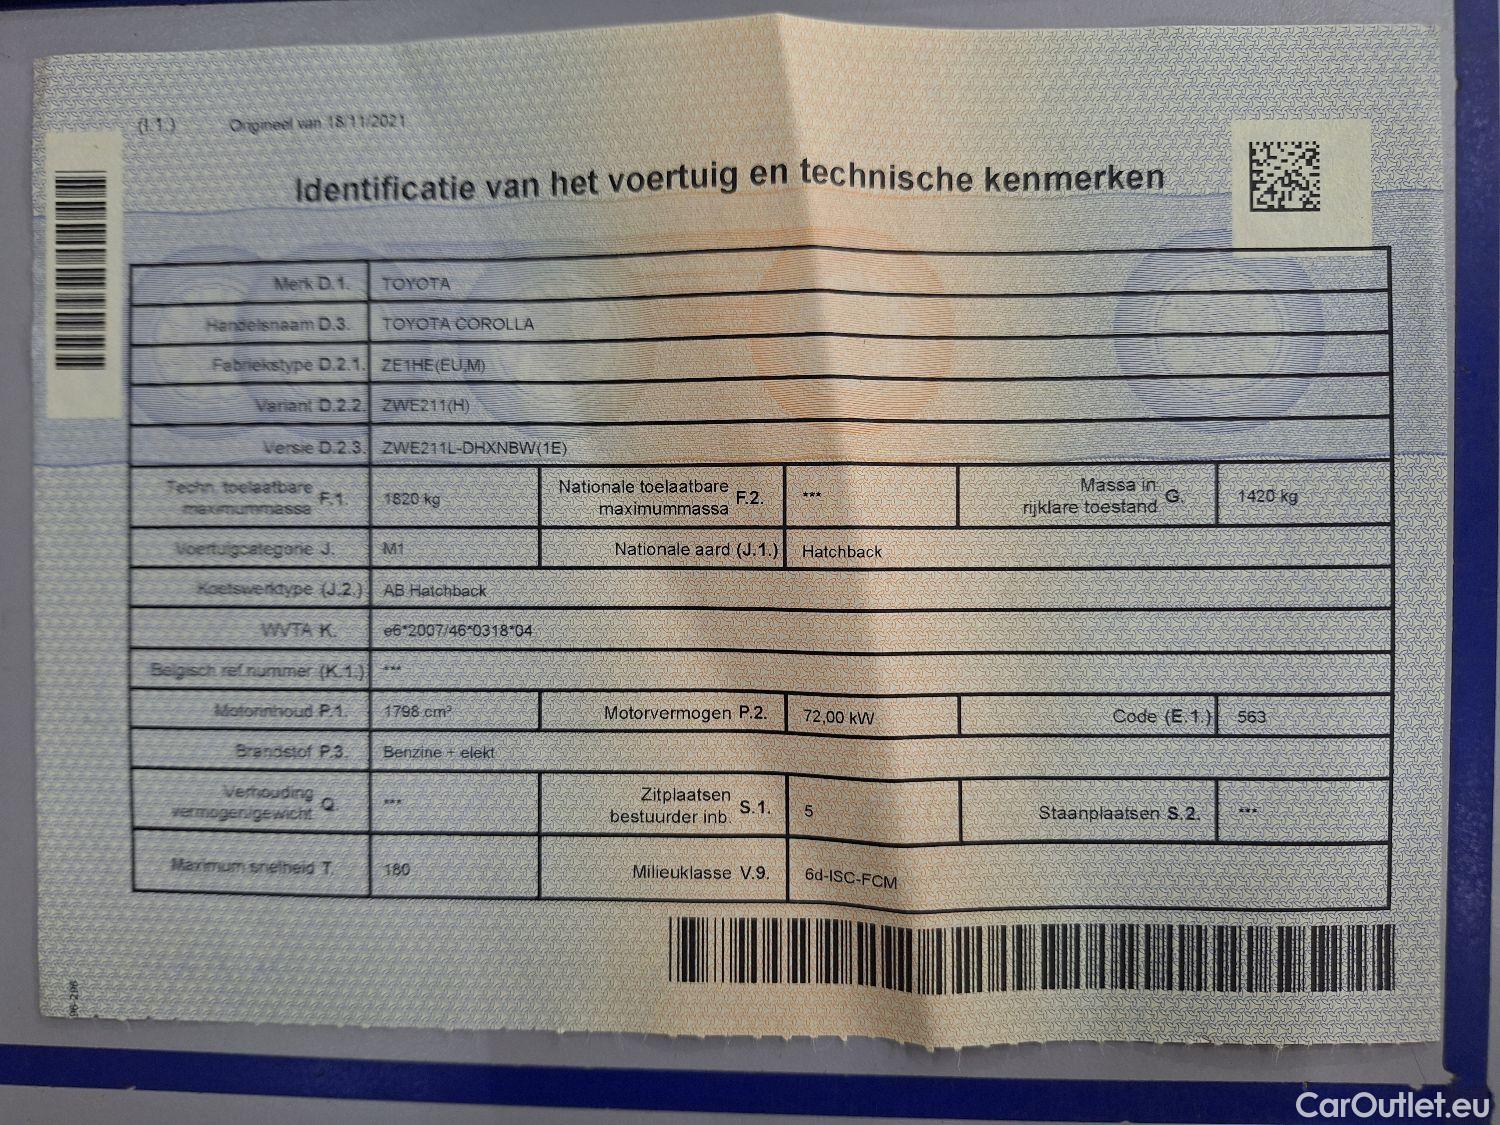 (I.1.) Origineel van 18/11/2021
Identificatie van het voertuig en technische kenmerken
Merk D.1. TOYOTA
Handelsnaam D.3. TOYOTA COROLLA
Fabriekstype D.2.1. ZE1HE(EU,M)
Variant D.2.2. ZWE211(H)
Versie D.2.3. ZWE211L-DHXNBW(1E)
Techn. toelaatbare maximummassa F.1. 1820 kg Nationale toelaatbare maximummassa F.2. *** Massa in rijklare toestand G. 1420 kg
Voertuigcategorie J. M1 Nationale aard (J.1.) Hatchback
Koetswerktype (J.2.) AB Hatchback
WVTA K. e6*2007/46*0318*04
Belgisch ref.nummer (K.1.) ***
Motorinhoud P.1. 1798 cm³ Motorvermogen P.2. 72,00 kW Code (E.1.) 563
Brandstof P.3. Benzine + elekt
Verhouding vermogen/gewicht Q. *** Zitplaatsen bestuurder inb. S.1. 5 Staanplaatsen S.2. ***
Maximum snelheid T. 180 Milieuklasse V.9. 6d-ISC-FCM
96-296
CarOutlet.eu